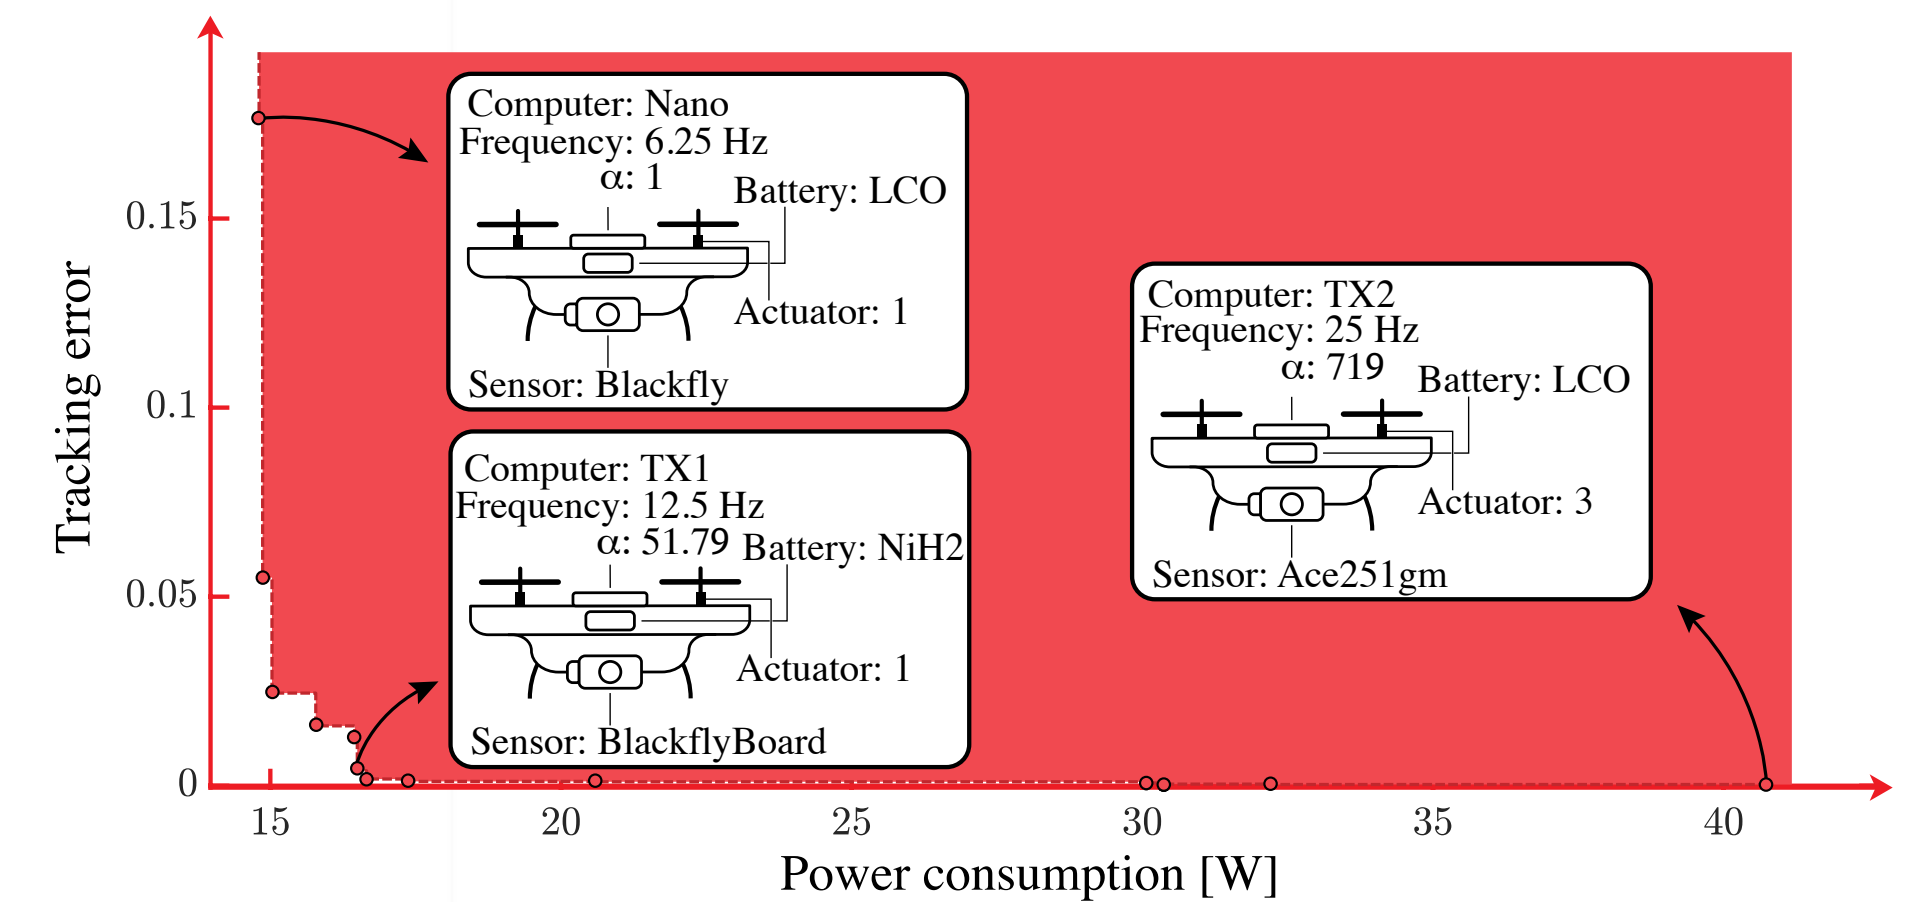 Tracking error
0.15
0.1
0.05
0
Computer: Nano
Frequency: 6.25 Hz
α: 1
Battery: LCO
Actuator: 1
Sensor: Blackfly
Computer: TX1
Frequency: 12.5 Hz
α: 51.79
Battery: NiH2
Actuator: 1
Sensor: BlackflyBoard
Computer: TX2
Frequency: 25 Hz
α: 719
Battery: LCO
Actuator: 3
Sensor: Ace251gm
15 20 25 30 35 40
Power consumption [W]